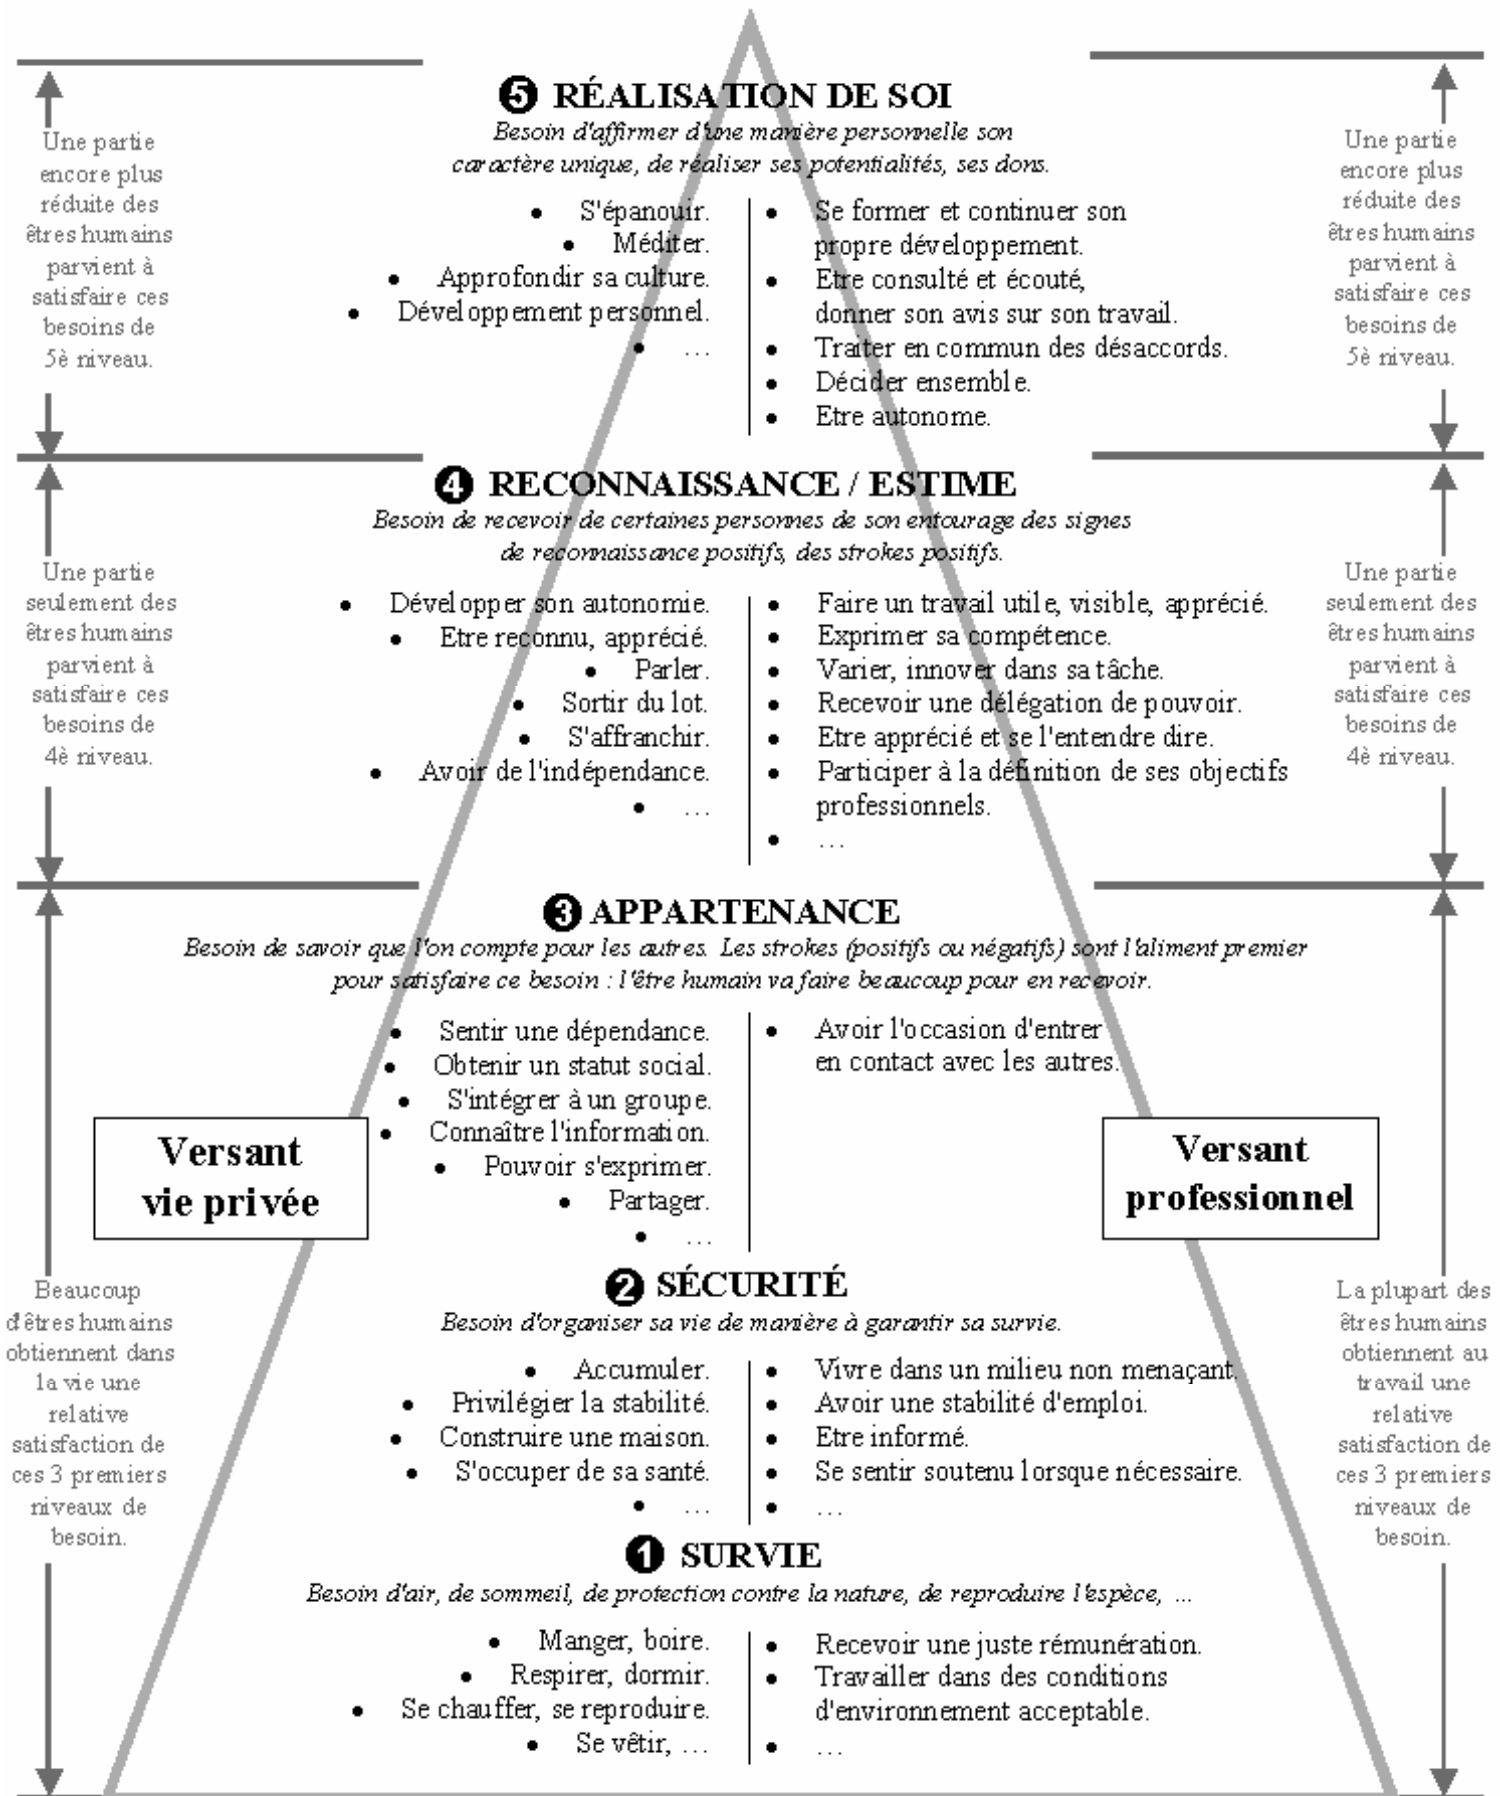 ❺ RÉALISATION DE SOI
Besoin d'affirmer d'une manière personnelle son
caractère unique, de réaliser ses potentialités, ses dons.
• S'épanouir.
• Méditer.
• Approfondir sa culture.
• Développement personnel.
• ...
• Se former et continuer son
propre développement.
• Etre consulté et écouté,
donner son avis sur son travail.
• Traiter en commun des désaccords.
• Décider ensemble.
• Etre autonome.
Une partie
encore plus
réduite des
êtres humains
parvient à
satisfaire ces
besoins de
5è niveau.
Une partie
encore plus
réduite des
êtres humains
parvient à
satisfaire ces
besoins de
5è niveau.
❹ RECONNAISSANCE / ESTIME
Besoin de recevoir de certaines personnes de son entourage des signes
de reconnaissance positifs, des strokes positifs.
• Développer son autonomie.
• Etre reconnu, apprécié.
• Parler.
• Sortir du lot.
• S'affranchir.
• Avoir de l'indépendance.
• ...
• Faire un travail utile, visible, apprécié.
• Exprimer sa compétence.
• Varier, innover dans sa tâche.
• Recevoir une délégation de pouvoir.
• Etre apprécié et se l'entendre dire.
• Participer à la définition de ses objectifs
professionnels.
• ...
Une partie
seulement des
êtres humains
parvient à
satisfaire ces
besoins de
4è niveau.
Une partie
seulement des
êtres humains
parvient à
satisfaire ces
besoins de
4è niveau.
❸ APPARTENANCE
Besoin de savoir que l'on compte pour les autres. Les strokes (positifs ou négatifs) sont l'aliment premier
pour satisfaire ce besoin : l'être humain va faire beaucoup pour en recevoir.
• Sentir une dépendance.
• Obtenir un statut social.
• S'intégrer à un groupe.
• Connaître l'information.
• Pouvoir s'exprimer.
• Partager.
• ...
• Avoir l'occasion d'entrer
en contact avec les autres.
Versant
vie privée
Versant
professionnel
❷ SÉCURITÉ
Besoin d'organiser sa vie de manière à garantir sa survie.
• Accumuler.
• Privilégier la stabilité.
• Construire une maison.
• S'occuper de sa santé.
• ...
• Vivre dans un milieu non menaçant.
• Avoir une stabilité d'emploi.
• Etre informé.
• Se sentir soutenu lorsque nécessaire.
• ...
Beaucoup
d'êtres humains
obtiennent dans
la vie une
relative
satisfaction de
ces 3 premiers
niveaux de
besoin.
La plupart des
êtres humains
obtiennent au
travail une
relative
satisfaction de
ces 3 premiers
niveaux de
besoin.
❶ SURVIE
Besoin d'air, de sommeil, de protection contre la nature, de reproduire l'espèce, ...
• Manger, boire.
• Respirer, dormir.
• Se chauffer, se reproduire.
• Se vêtir, ...
• Recevoir une juste rémunération.
• Travailler dans des conditions
d'environnement acceptable.
• ...